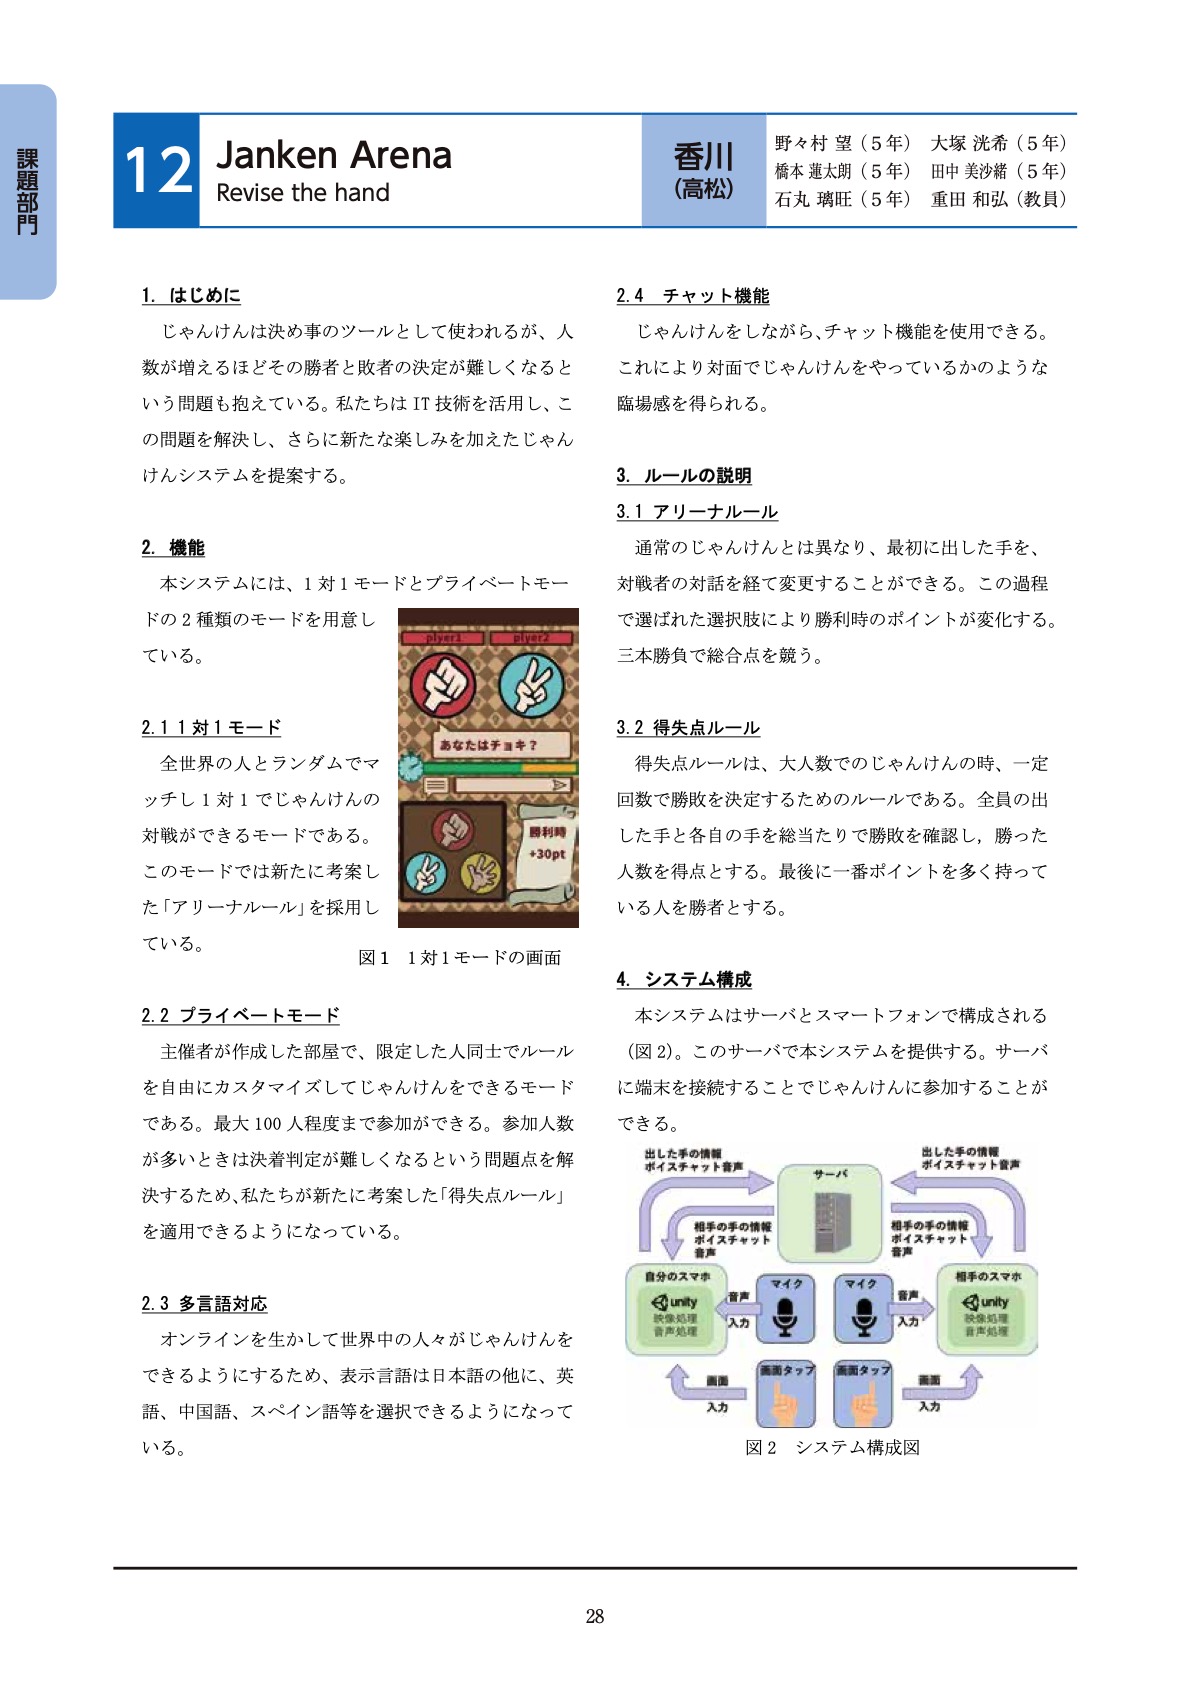 課題部門
12
Janken Arena
Revise the hand
香川
(高松)
野々村 望（５年）　大塚 洸希（５年）
橋本 蓮太朗（５年）　田中 美沙緒（５年）
石丸 璃旺（５年）　重田 和弘（教員）
1. はじめに
じゃんけんは決め事のツールとして使われるが、人
数が増えるほどその勝者と敗者の決定が難しくなると
いう問題も抱えている。私たちは IT 技術を活用し、こ
の問題を解決し、さらに新たな楽しみを加えたじゃん
けんシステムを提案する。
2. 機能
本システムには、1 対 1 モードとプライベートモー
ドの 2 種類のモードを用意し
ている。
2.1 1 対 1 モード
全世界の人とランダムでマ
ッチし 1 対 1 でじゃんけんの
対戦ができるモードである。
このモードでは新たに考案し
た「アリーナルール」を採用し
ている。
plyer1
plyer2
あなたはチョキ？
勝利時
+30pt
図１　1 対 1 モードの画面
2.2 プライベートモード
主催者が作成した部屋で、限定した人同士でルール
を自由にカスタマイズしてじゃんけんをできるモード
である。最大 100 人程度まで参加ができる。参加人数
が多いときは決着判定が難しくなるという問題点を解
決するため、私たちが新たに考案した「得失点ルール」
を適用できるようになっている。
2.3 多言語対応
オンラインを生かして世界中の人々がじゃんけんを
できるようにするため、表示言語は日本語の他に、英
語、中国語、スペイン語等を選択できるようになって
いる。
2.4　チャット機能
じゃんけんをしながら、チャット機能を使用できる。
これにより対面でじゃんけんをやっているかのような
臨場感を得られる。
3. ルールの説明
3.1 アリーナルール
通常のじゃんけんとは異なり、最初に出した手を、
対戦者の対話を経て変更することができる。この過程
で選ばれた選択肢により勝利時のポイントが変化する。
三本勝負で総合点を競う。
3.2 得失点ルール
得失点ルールは、大人数でのじゃんけんの時、一定
回数で勝敗を決定するためのルールである。全員の出
した手と各自の手を総当たりで勝敗を確認し，勝った
人数を得点とする。最後に一番ポイントを多く持って
いる人を勝者とする。
4. システム構成
本システムはサーバとスマートフォンで構成される
（図 2）。このサーバで本システムを提供する。サーバ
に端末を接続することでじゃんけんに参加することが
できる。
出した手の情報
ボイスチャット音声
サーバ
出した手の情報
ボイスチャット音声
相手の手の情報
ボイスチャット
音声
相手の手の情報
ボイスチャット
音声
自分のスマホ
unity
映像処理
音声処理
音声
入力
マイク
マイク
音声
入力
相手のスマホ
unity
映像処理
音声処理
画面
入力
画面タップ
画面タップ
画面
入力
図２　システム構成図
28